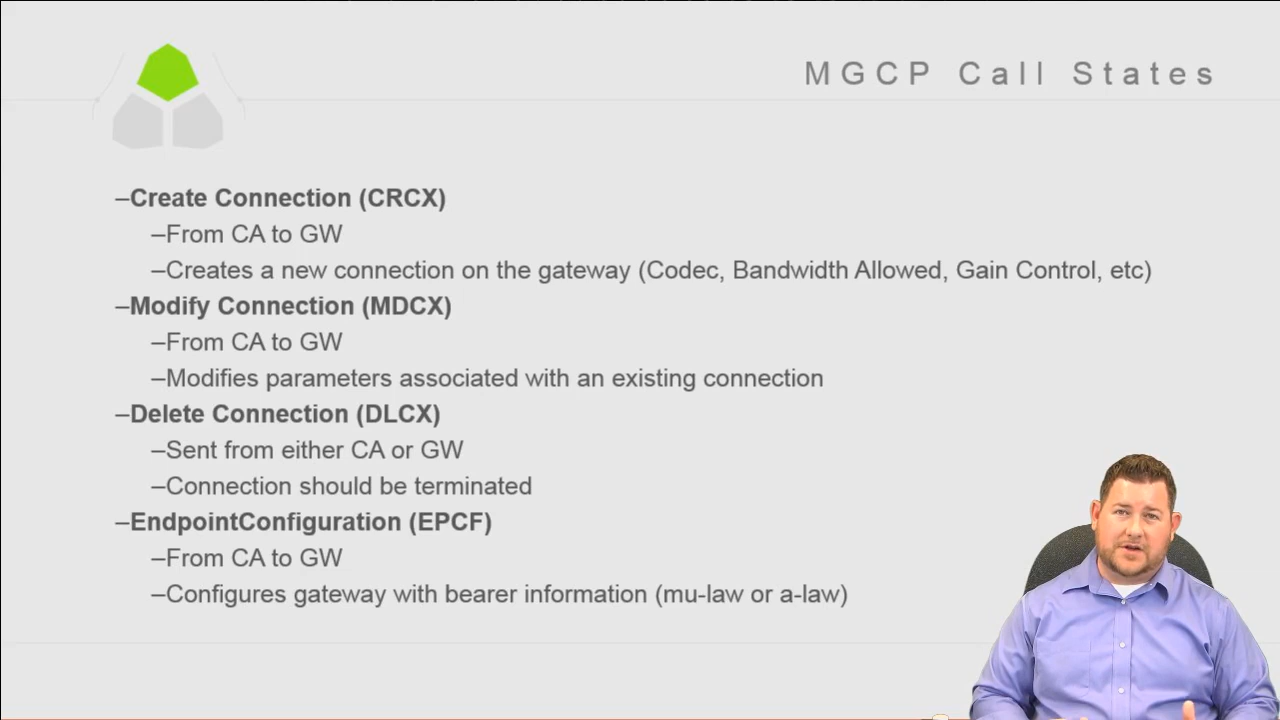 MGCP Call States
–Create Connection (CRCX)
–From CA to GW
–Creates a new connection on the gateway (Codec, Bandwidth Allowed, Gain Control, etc)
–Modify Connection (MDCX)
–From CA to GW
–Modifies parameters associated with an existing connection
–Delete Connection (DLCX)
–Sent from either CA or GW
–Connection should be terminated
–EndpointConfiguration (EPCF)
–From CA to GW
–Configures gateway with bearer information (mu-law or a-law)